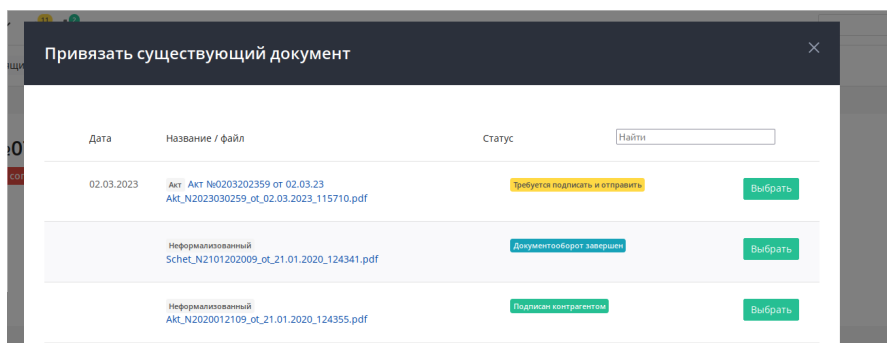 11
2
Привязать существующий документ
Дата Название / файл Статус Найти
02.03.2023 Акт Акт №0203202359 от 02.03.23 Требуется подписать и отправить Выбрать
Akt_N2023030259_ot_02.03.2023_115710.pdf
Неформализованный Документооборот завершен Выбрать
Schet_N2101202009_ot_21.01.2020_124341.pdf
Неформализованный Подписан контрагентом Выбрать
Akt_N2020012109_ot_21.01.2020_124355.pdf